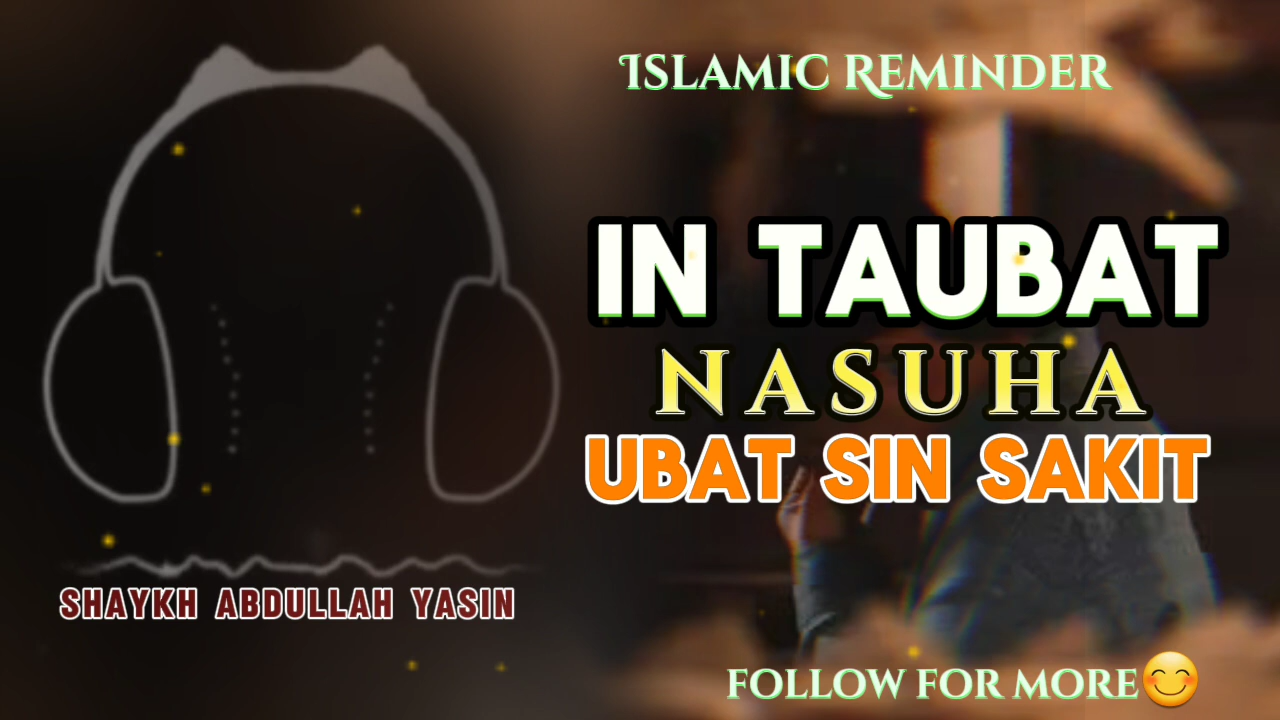 Islamic Reminder
IN TAUBAT
NASUHA
UBAT SIN SAKIT
SHAYKH ABDULLAH YASIN
FOLLOW FOR MORE😊